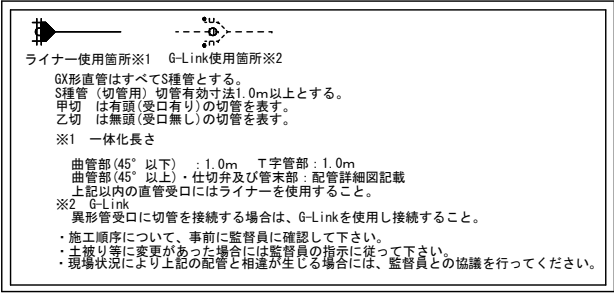 ライナー使用箇所※1 G-Link使用箇所※2
GX形直管はすべてS種管とする。
S種管（切管用）切管有効寸法1.0m以上とする。
甲切 は有頭(受口有り)の切管を表す。
乙切 は無頭(受口無し)の切管を表す。
※1 一体化長さ
曲管部(45°以下) :1.0m T字管部:1.0m
曲管部(45°以上)・仕切弁及び管末部:配管詳細図記載
上記以内の直管受口にはライナーを使用すること。
※2 G-Link
異形管受口に切管を接続する場合は、G-Linkを使用し接続すること。
・施工順序について、事前に監督員に確認して下さい。
・土被り等に変更があった場合には監督員の指示に従って下さい。
・現場状況により上記の配管と相違が生じる場合には、監督員との協議を行ってください。